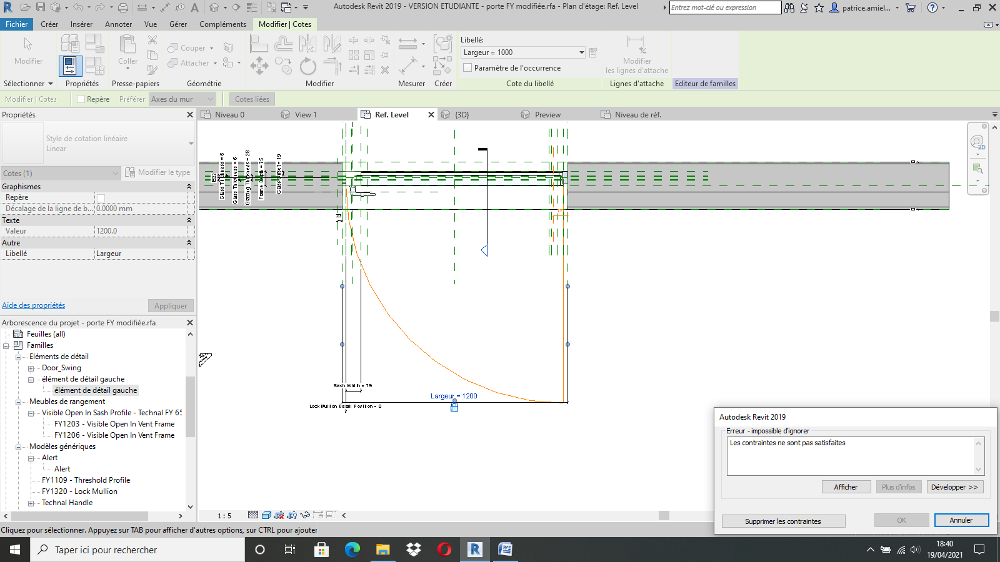 Autodesk Revit 2019 - VERSION ETUDIANTE - porte FY modifiée.rfa - Plan d'étage: Ref. Level
Entrez mot-clé ou expression
patrice.amiel...
Fichier Créer Insérer Annoter Vue Gérer Compléments Modifier | Cotes
Modifier
Coller
Couper
Attacher
Libellé:
Largeur = 1000
Paramètre de l'occurrence
Modifier
les lignes d'attache
Sélectionner Propriétés Presse-papiers Géométrie Modifier Mesurer Créer Cote du libellé Lignes d'attache Editeur de familles
Modifier | Cotes Repère Préférer: Axes du mur Cotes liées
Propriétés
Niveau 0 View 1 Ref. Level {3D} Preview Niveau de réf.
Style de cotation linéaire
Linear
Cotes (1)
Modifier le type
Graphismes
Repère
Décalage de la ligne de b... 0.0000 mm
Texte
Valeur 1200.0
Autre
Libellé Largeur
Aide des propriétés
Appliquer
Arborescence du projet - porte FY modifiée.rfa
Feuilles (all)
Familles
Eléments de détail
Door_Swing
élément de détail gauche
élément de détail gauche
Meubles de rangement
Visible Open In Sash Profile - Technal FY 65
FY1203 - Visible Open In Vent Frame
FY1206 - Visible Open In Vent Frame
Modèles génériques
Alert
Alert
FY1109 - Threshold Profile
FY1320 - Lock Mullion
Technal Handle
Glass Thickness = 6
Glass Thickness = 6
Glazing Thickness = 28
Frame Depth = 75
Glass Offset = 19
2D
Sash Width = 79
Largeur = 1200
Lock Mullion Detail Position = 0
1 : 5
Autodesk Revit 2019
Erreur - impossible d'ignorer
Les contraintes ne sont pas satisfaites
Afficher Plus d'infos Développer >>
Supprimer les contraintes OK Annuler
Cliquez pour sélectionner. Appuyez sur TAB pour afficher d'autres options, sur CTRL pour ajouter
Taper ici pour rechercher
18:40
19/04/2021